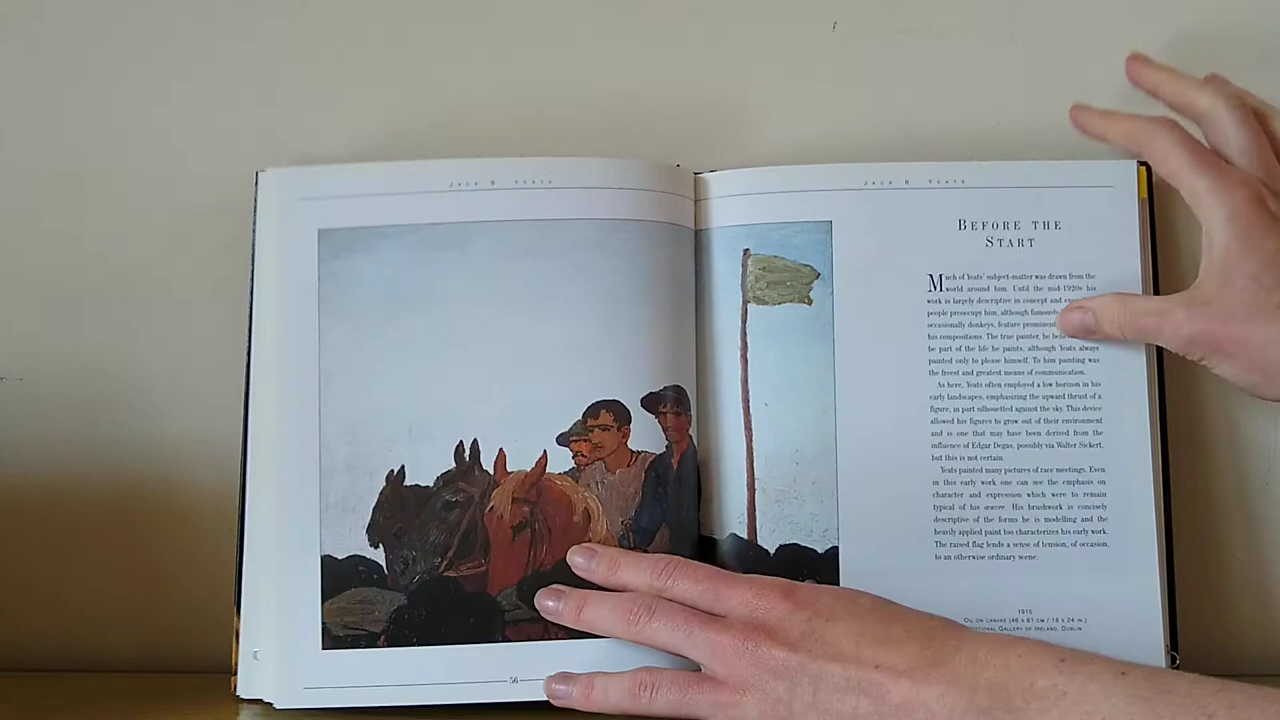 Jack B. Yeats
Jack B. Yeats
Before the
Start
Much of Yeats' subject-matter was drawn from the
world around him. Until the mid-1920s his
work is largely descriptive in concept and
people preoccupy him, although
occasionally donkeys, feature
his compositions. The true painter, he
be part of the life he paints, although Yeats always
painted only to please himself. To him painting was
the freest and greatest means of communication.
As here, Yeats often employed a low horizon in his
early landscapes, emphasizing the upward thrust of a
figure, in part silhouetted against the sky. This device
allowed his figures to grow out of their environment
and is one that may have been derived from the
influence of Edgar Degas, possibly via Walter Sickert,
but this is not certain.
Yeats painted many pictures of race meetings. Even
in this early work one can see the emphasis on
character and expression which were to remain
typical of his œuvre. His brushwork is concisely
descriptive of the forms he is modelling and the
heavily applied paint too characterizes his early work.
The raised flag lends a sense of tension, of occasion,
to an otherwise ordinary scene.
1915
Oil on canvas (46 x 61 cm / 18 x 24 in.)
National Gallery of Ireland, Dublin
56